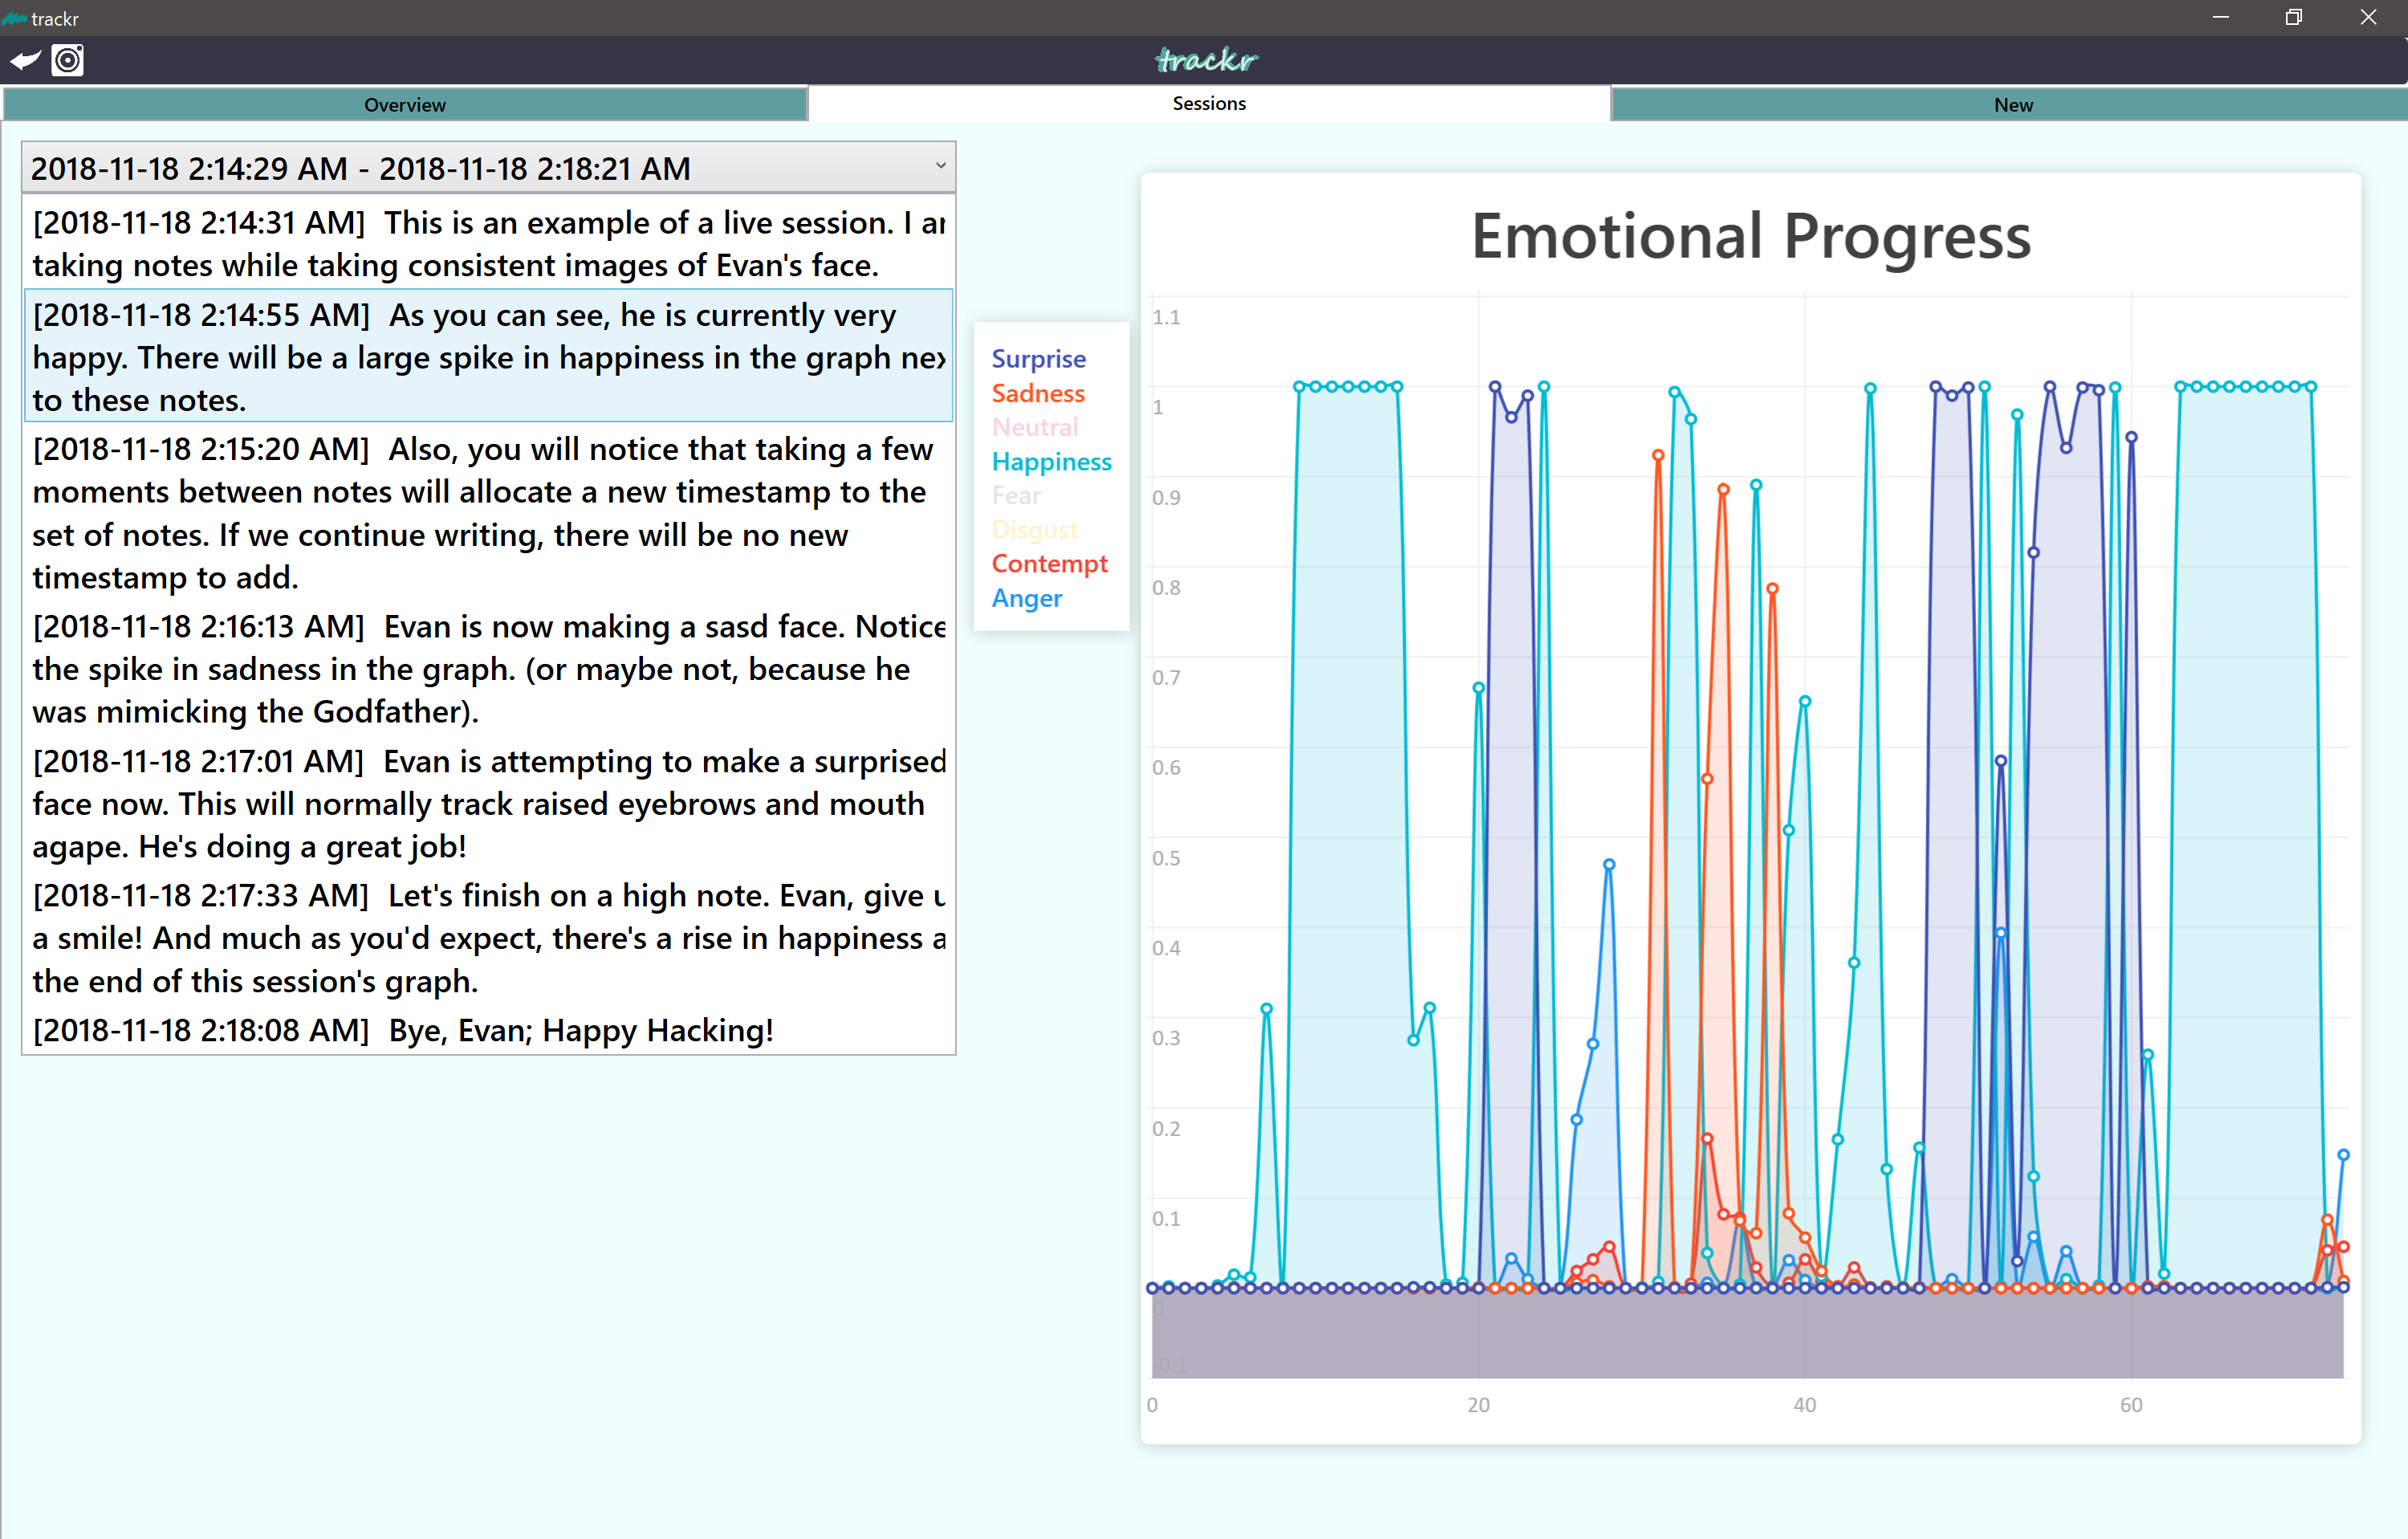 trackr
trackr
Overview
Sessions
New
2018-11-18 2:14:29 AM - 2018-11-18 2:18:21 AM
[2018-11-18 2:14:31 AM]  This is an example of a live session. I
taking notes while taking consistent images of Evan's face.
[2018-11-18 2:14:55 AM]  As you can see, he is currently very
happy. There will be a large spike in happiness in the graph
to these notes.
[2018-11-18 2:15:20 AM]  Also, you will notice that taking a few
moments between notes will allocate a new timestamp to the
set of notes. If we continue writing, there will be no new
timestamp to add.
[2018-11-18 2:16:13 AM]  Evan is now making a sasd face. Notice
the spike in sadness in the graph. (or maybe not, because he
was mimicking the Godfather).
[2018-11-18 2:17:01 AM]  Evan is attempting to make a surprised
face now. This will normally track raised eyebrows and mouth
agape. He's doing a great job!
[2018-11-18 2:17:33 AM]  Let's finish on a high note. Evan, give
a smile! And much as you'd expect, there's a rise in happiness
the end of this session's graph.
[2018-11-18 2:18:08 AM]  Bye, Evan; Happy Hacking!
Surprise
Sadness
Neutral
Happiness
Fear
Disgust
Contempt
Anger
Emotional Progress
1.1
1
0.9
0.8
0.7
0.6
0.5
0.4
0.3
0.2
0.1
0
-0.1
0 20 40 60